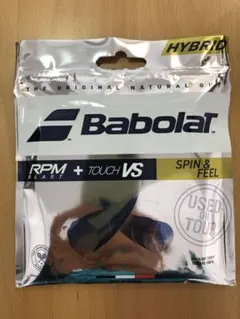 THE ORIGINAL NATURAL GUT
HYBRID
Babolat
RPM + TOUCH VS
BLAST
SPIN &
FEEL
USED
ON
TOUR